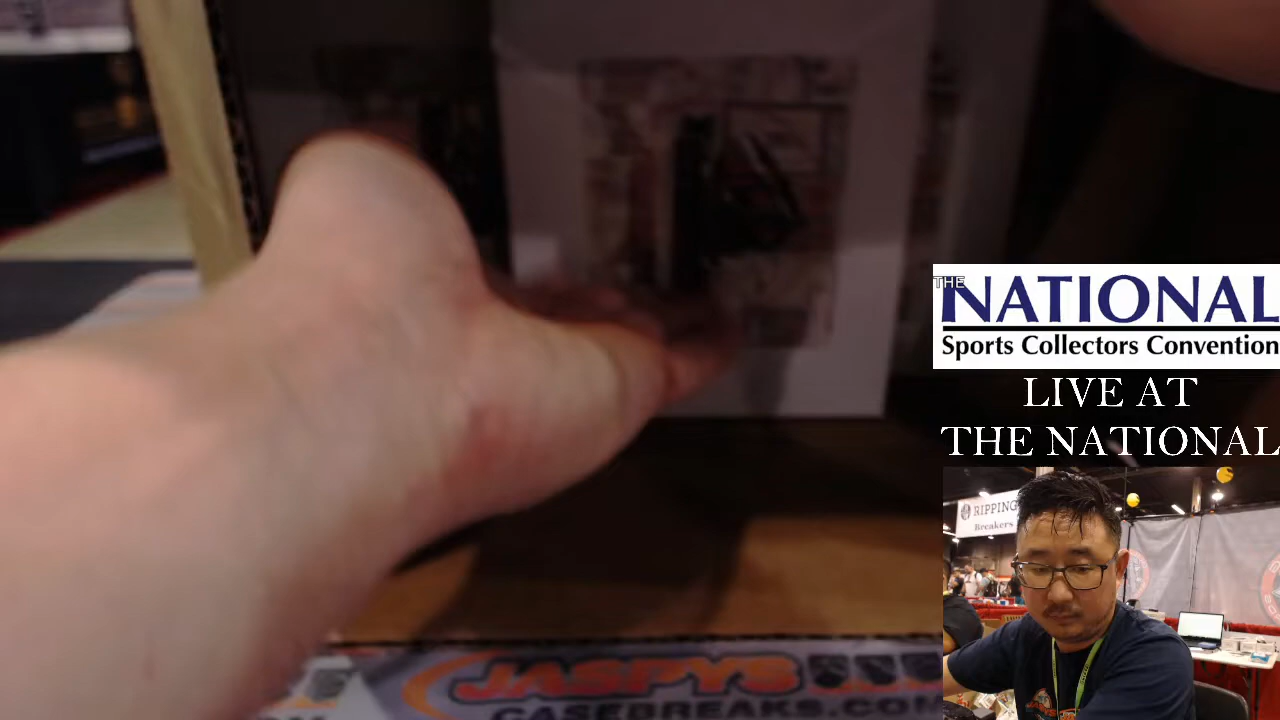 THE
NATIONAL
Sports Collectors Convention
LIVE AT
THE NATIONAL
RIPPING
Breakers
JASPYS
CASEBREAKS.COM